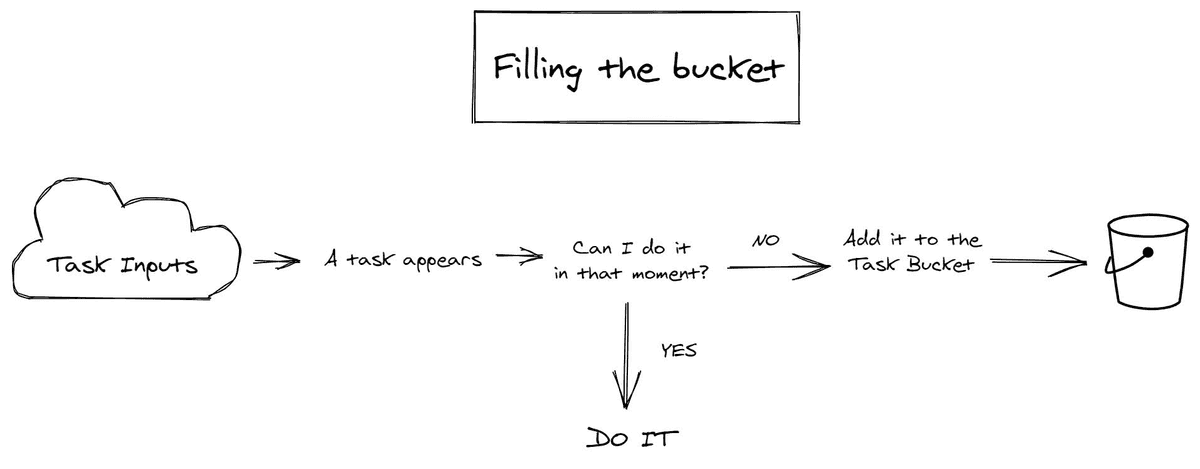 Filling the bucket
Task Inputs
A task appears
Can I do it
in that moment?
NO
Add it to the
Task Bucket
YES
DO IT